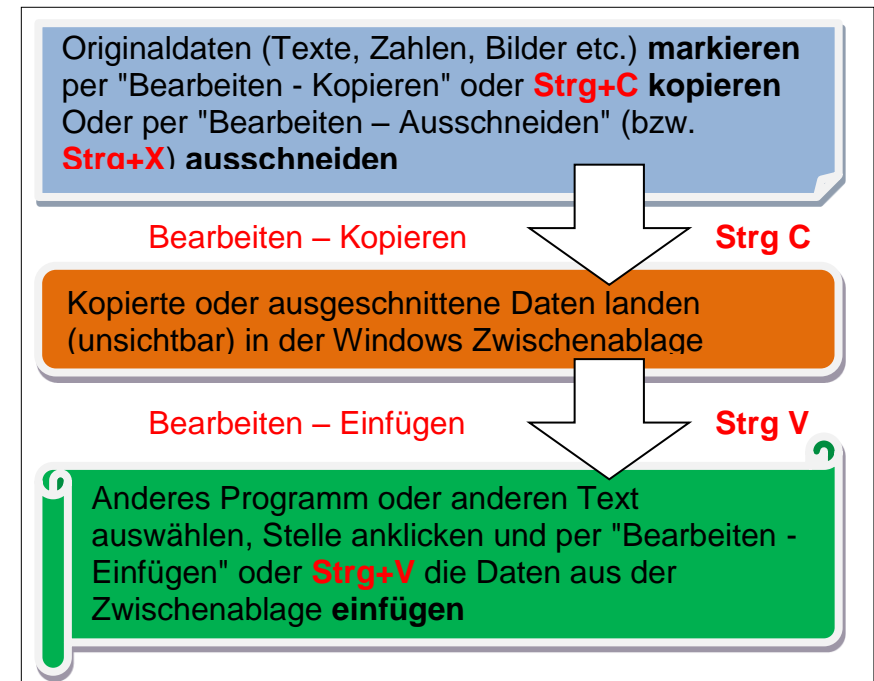 Originaldaten (Texte, Zahlen, Bilder etc.) markieren
per "Bearbeiten - Kopieren" oder Strg+C kopieren
Oder per "Bearbeiten – Ausschneiden" (bzw.
Strg+X) ausschneiden
Bearbeiten – Kopieren Strg C
Kopierte oder ausgeschnittene Daten landen
(unsichtbar) in der Windows Zwischenablage
Bearbeiten – Einfügen Strg V
Anderes Programm oder anderen Text
auswählen, Stelle anklicken und per "Bearbeiten -
Einfügen" oder Strg+V die Daten aus der
Zwischenablage einfügen